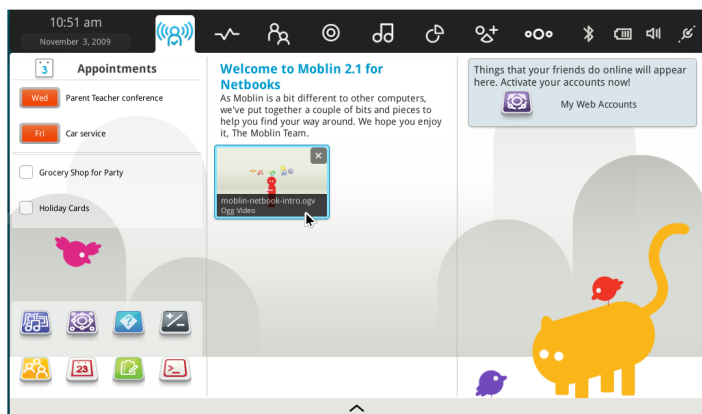 10:51 am
November 3, 2009
3
Appointments
Wed
Parent Teacher conference
Fri
Car service
Grocery Shop for Party
Holiday Cards
23
Welcome to Moblin 2.1 for
Netbooks
As Moblin is a bit different to other computers,
we've put together a couple of bits and pieces to
help you find your way around. We hope you enjoy
it, The Moblin Team.
moblin-netbook-intro.ogv
Ogg Video
Things that your friends do online will appear
here. Activate your accounts now!
My Web Accounts